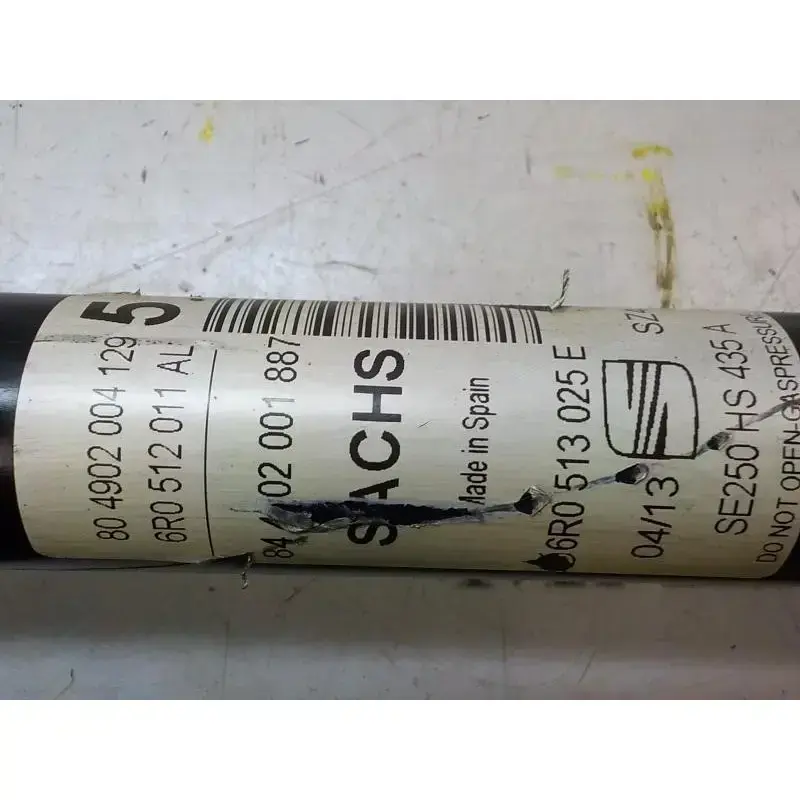 5
80 4902 004 129
6R0 512 011 AL
84 02 001 887
SACHS
Made in Spain
6R0 513 025 E
04/13
SE250 HS 435 A
DO NOT OPEN-GASPRESSURE